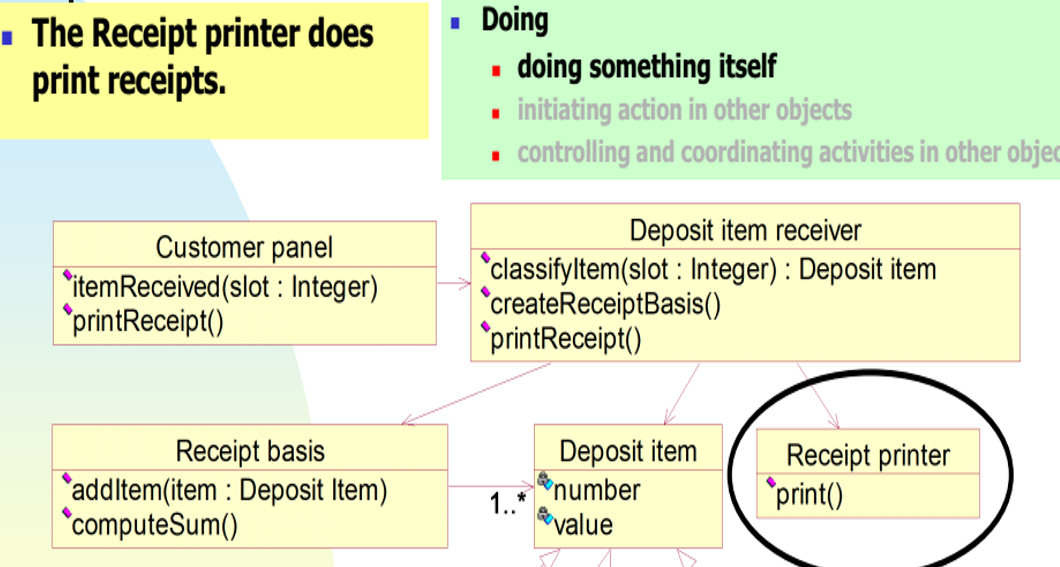 The Receipt printer does
print receipts.
Doing
doing something itself
initiating action in other objects
controlling and coordinating activities in other objec
Customer panel
itemReceived(slot : Integer)
printReceipt()
Deposit item receiver
classifyItem(slot : Integer) : Deposit item
createReceiptBasis()
printReceipt()
Receipt basis
addItem(item : Deposit Item)
computeSum()
1..*
Deposit item
number
value
Receipt printer
print()